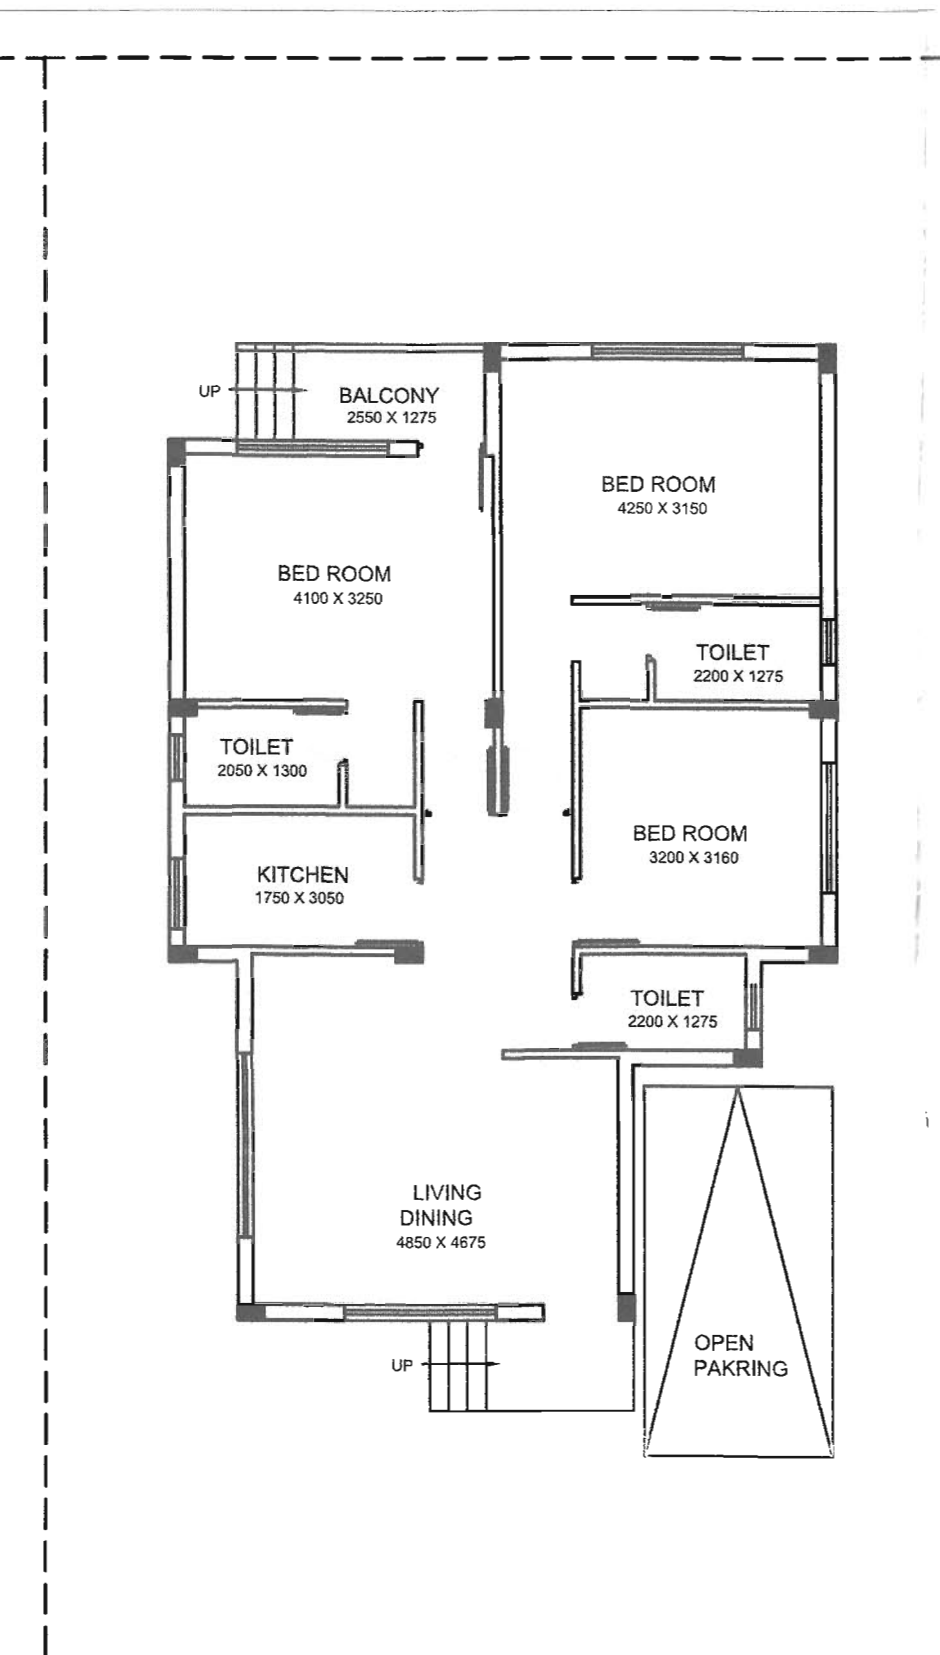 UP
BALCONY
2550 X 1275
BED ROOM
4250 X 3150
BED ROOM
4100 X 3250
TOILET
2200 X 1275
TOILET
2050 X 1300
BED ROOM
3200 X 3160
KITCHEN
1750 X 3050
TOILET
2200 X 1275
LIVING
DINING
4850 X 4675
UP
OPEN
PAKRING